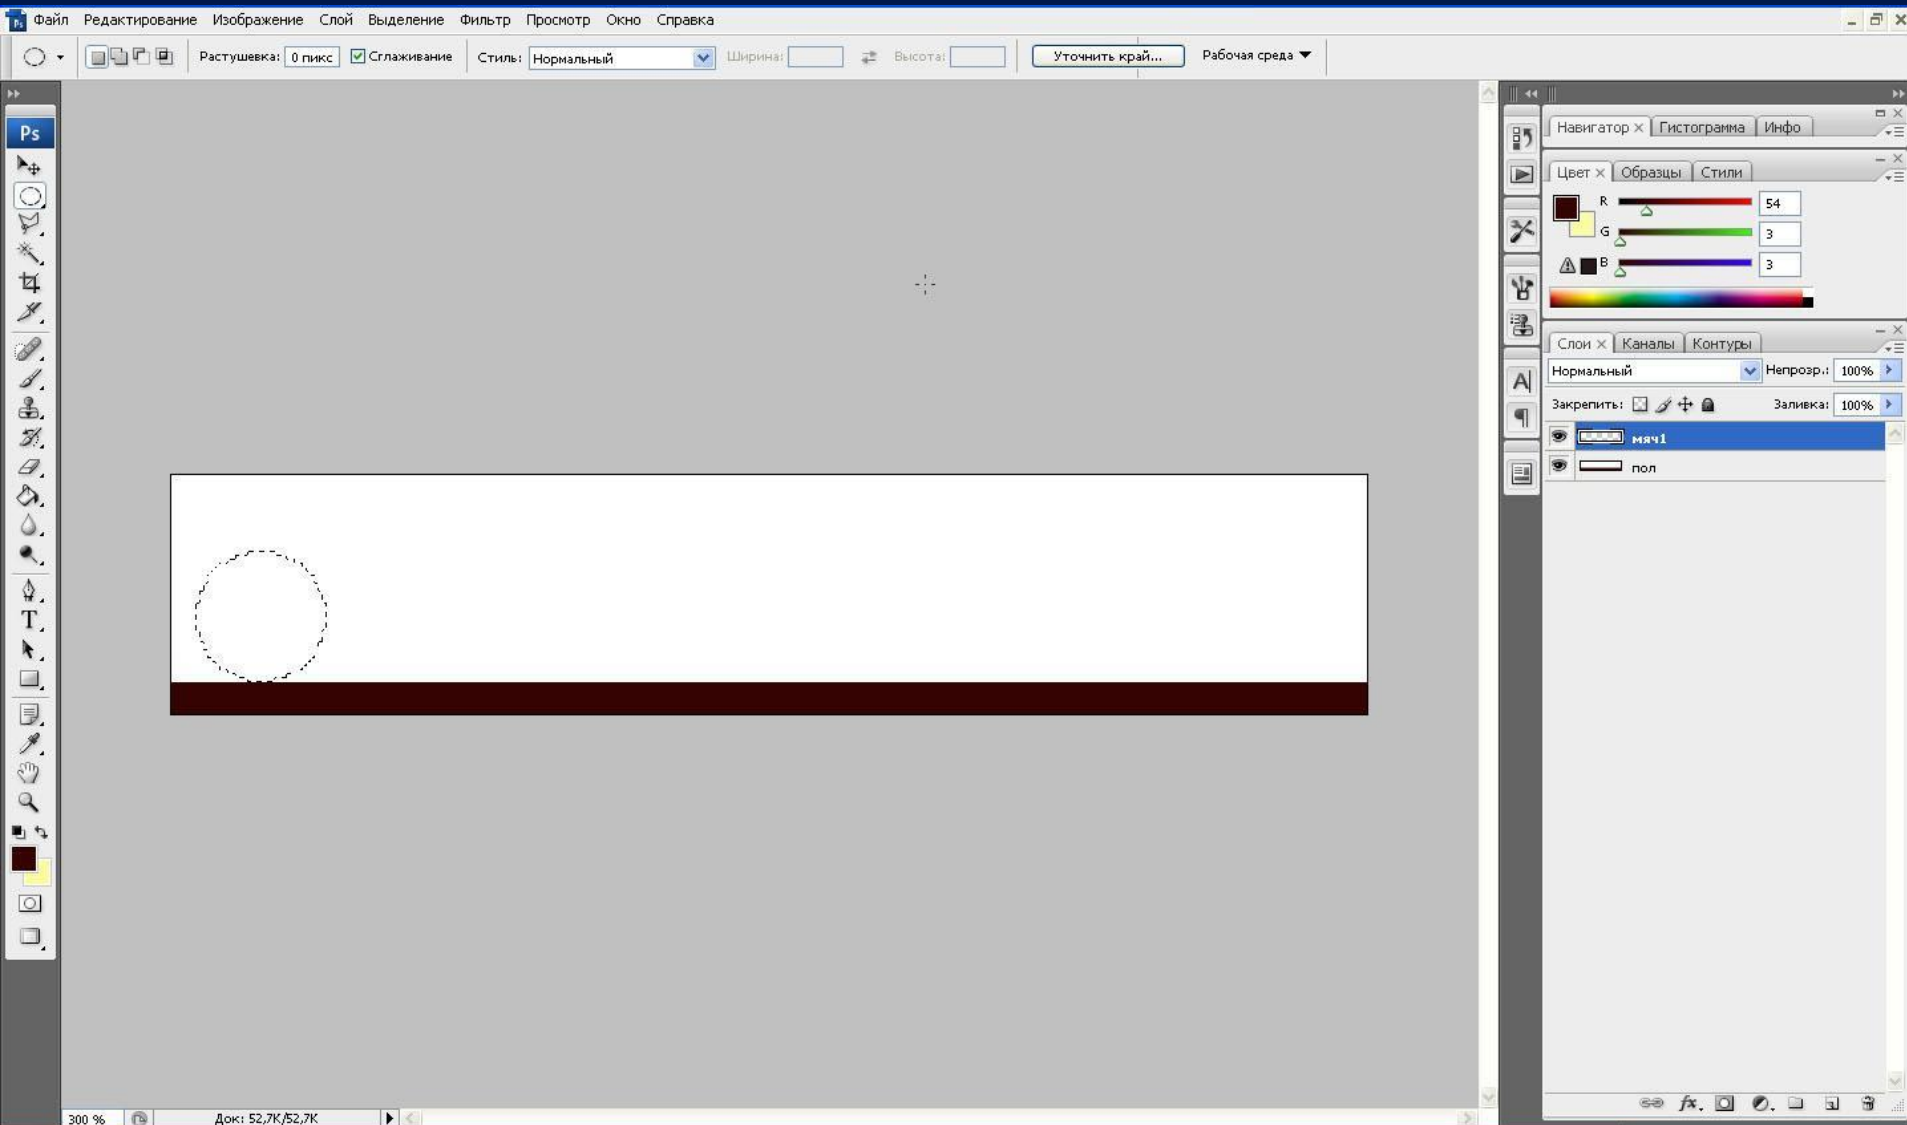 Ps Файл Редактирование Изображение Слой Выделение Фильтр Просмотр Окно Справка
Растушевка: 0 пикс Сглаживание Стиль: Нормальный Ширина: Высота: Уточнить край... Рабочая среда
Ps
Навигатор Гистограмма Инфо
Цвет Образцы Стили
R 54
G 3
B 3
Слои Каналы Контуры
Нормальный Непрозр.: 100%
Закрепить: Заливка: 100%
мяч1
пол
T
A
fx
300 % Док: 52,7K/52,7K